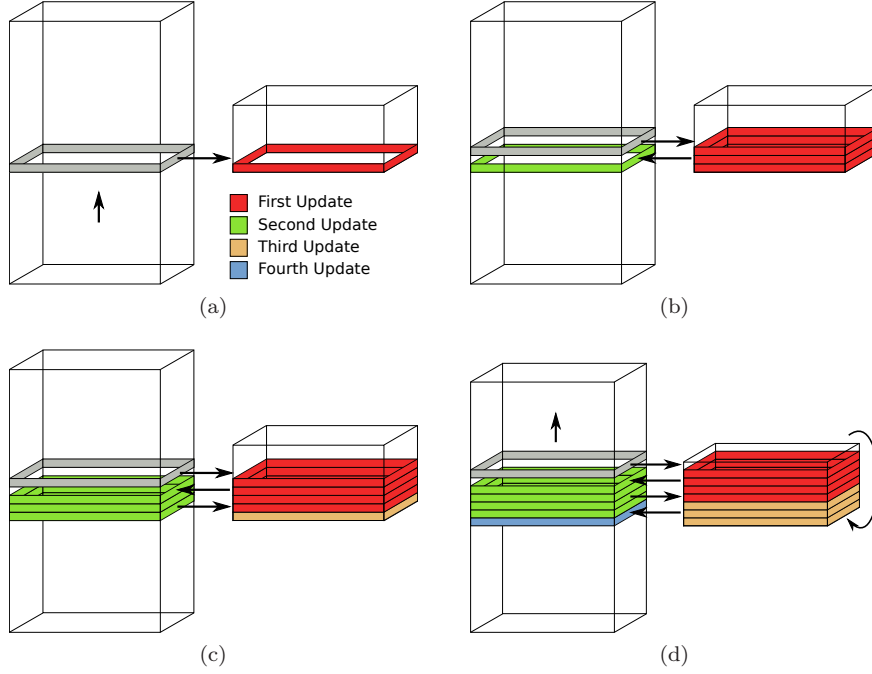 First Update
Second Update
Third Update
Fourth Update
(a)
(b)
(c)
(d)